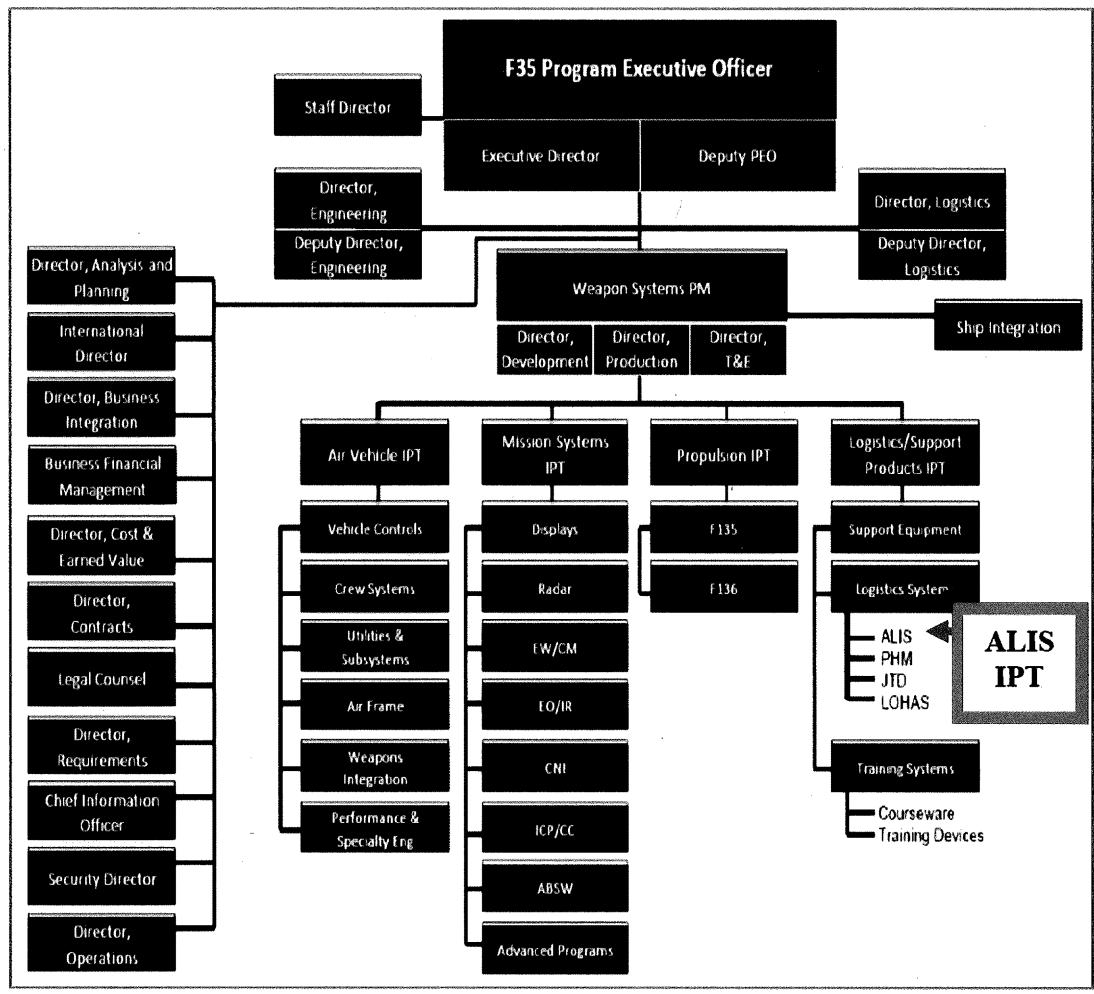 F35 Program Executive Officer
Staff Director
Executive Director
Deputy PEO
Director,
Engineering
Deputy Director,
Engineering
Director, Logistics
Deputy Director,
Logistics
Director, Analysis and
Planning
International
Director
Director, Business
Integration
Business Financial
Management
Director, Cost &
Earned Value
Director,
Contracts
Legal Counsel
Director,
Requirements
Chief Information
Officer
Security Director
Director,
Operations
Weapon Systems PM
Ship Integration
Director,
Development
Director,
Production
Director,
T&E
Air Vehicle IPT
Vehicle Controls
Crew Systems
Utilities &
Subsystems
Air Frame
Weapons
Integration
Performance &
Specialty Eng
Mission Systems
IPT
Displays
Radar
EW/CM
EO/IR
CNI
ICP/CC
ABSW
Advanced Programs
Propulsion IPT
F135
F136
Logistics/Support
Products IPT
Support Equipment
Logistics System
ALIS
PHM
JTD
LOHAS
ALIS
IPT
Training Systems
Courseware
Training Devices